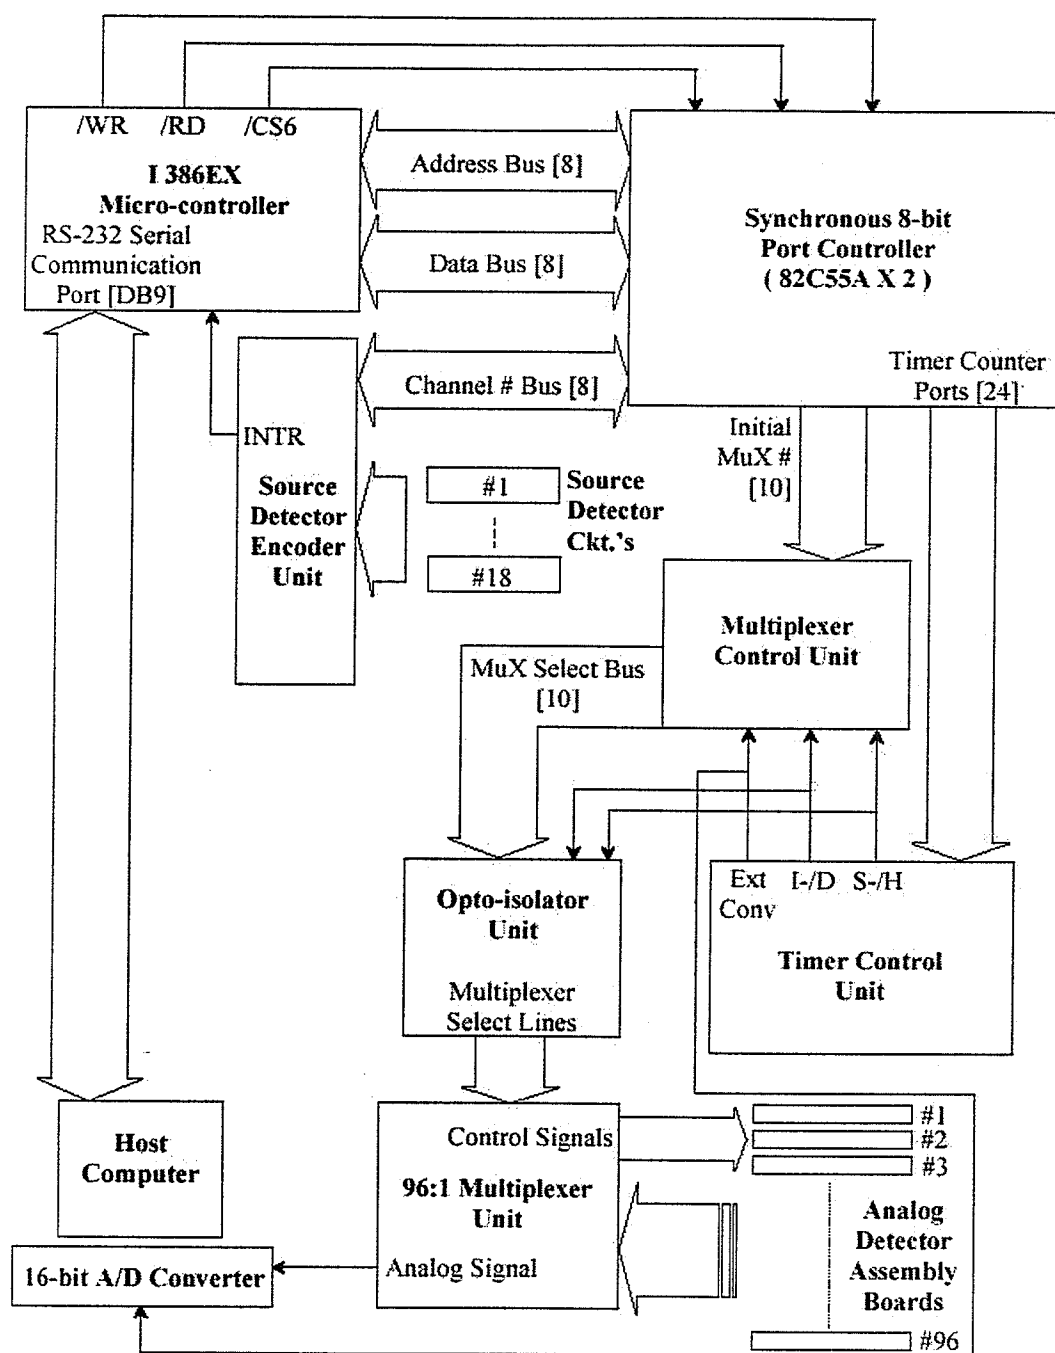 /WR /RD /CS6
I 386EX
Micro-controller
RS-232 Serial
Communication
Port [DB9]
Address Bus [8]
Data Bus [8]
Channel # Bus [8]
Synchronous 8-bit
Port Controller
( 82C55A X 2 )
Timer Counter
Ports [24]
INTR
Source
Detector
Encoder
Unit
#1
#18
Source
Detector
Ckt.'s
Initial
MuX #
[10]
Multiplexer
Control Unit
MuX Select Bus
[10]
Opto-isolator
Unit
Multiplexer
Select Lines
Ext
Conv
I-/D
S-/H
Timer Control
Unit
Host
Computer
16-bit A/D Converter
Control Signals
96:1 Multiplexer
Unit
Analog Signal
#1
#2
#3
Analog
Detector
Assembly
Boards
#96